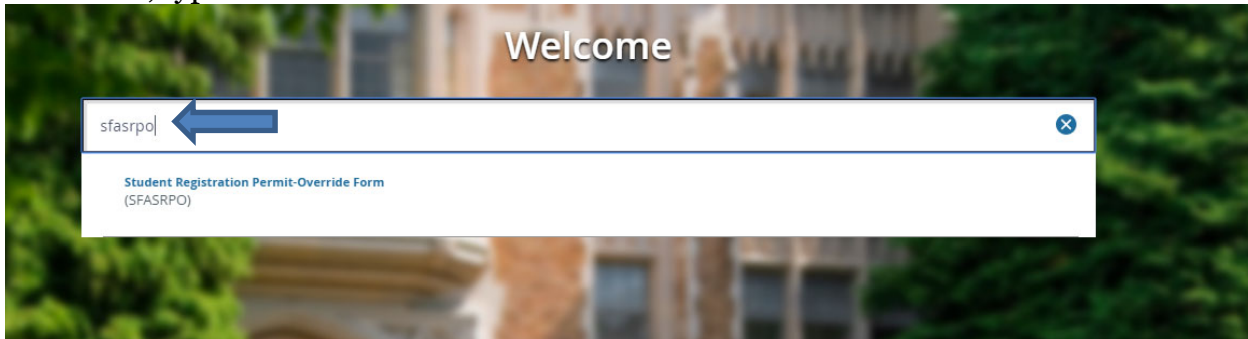 Welcome
sfasrpo
Student Registration Permit-Override Form
(SFASRPO)